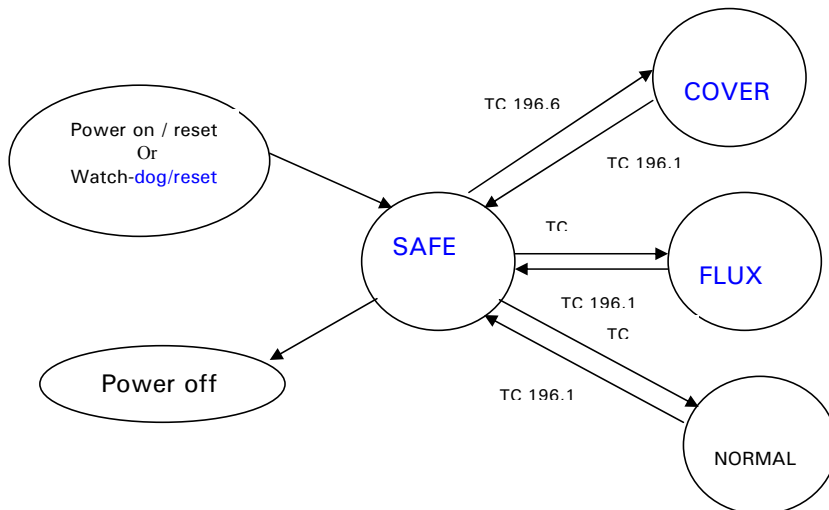 Power on / reset
Or
Watch-dog/reset
TC 196.6
COVER
TC 196.1
SAFE
TC
FLUX
TC 196.1
TC
Power off
TC 196.1
NORMAL